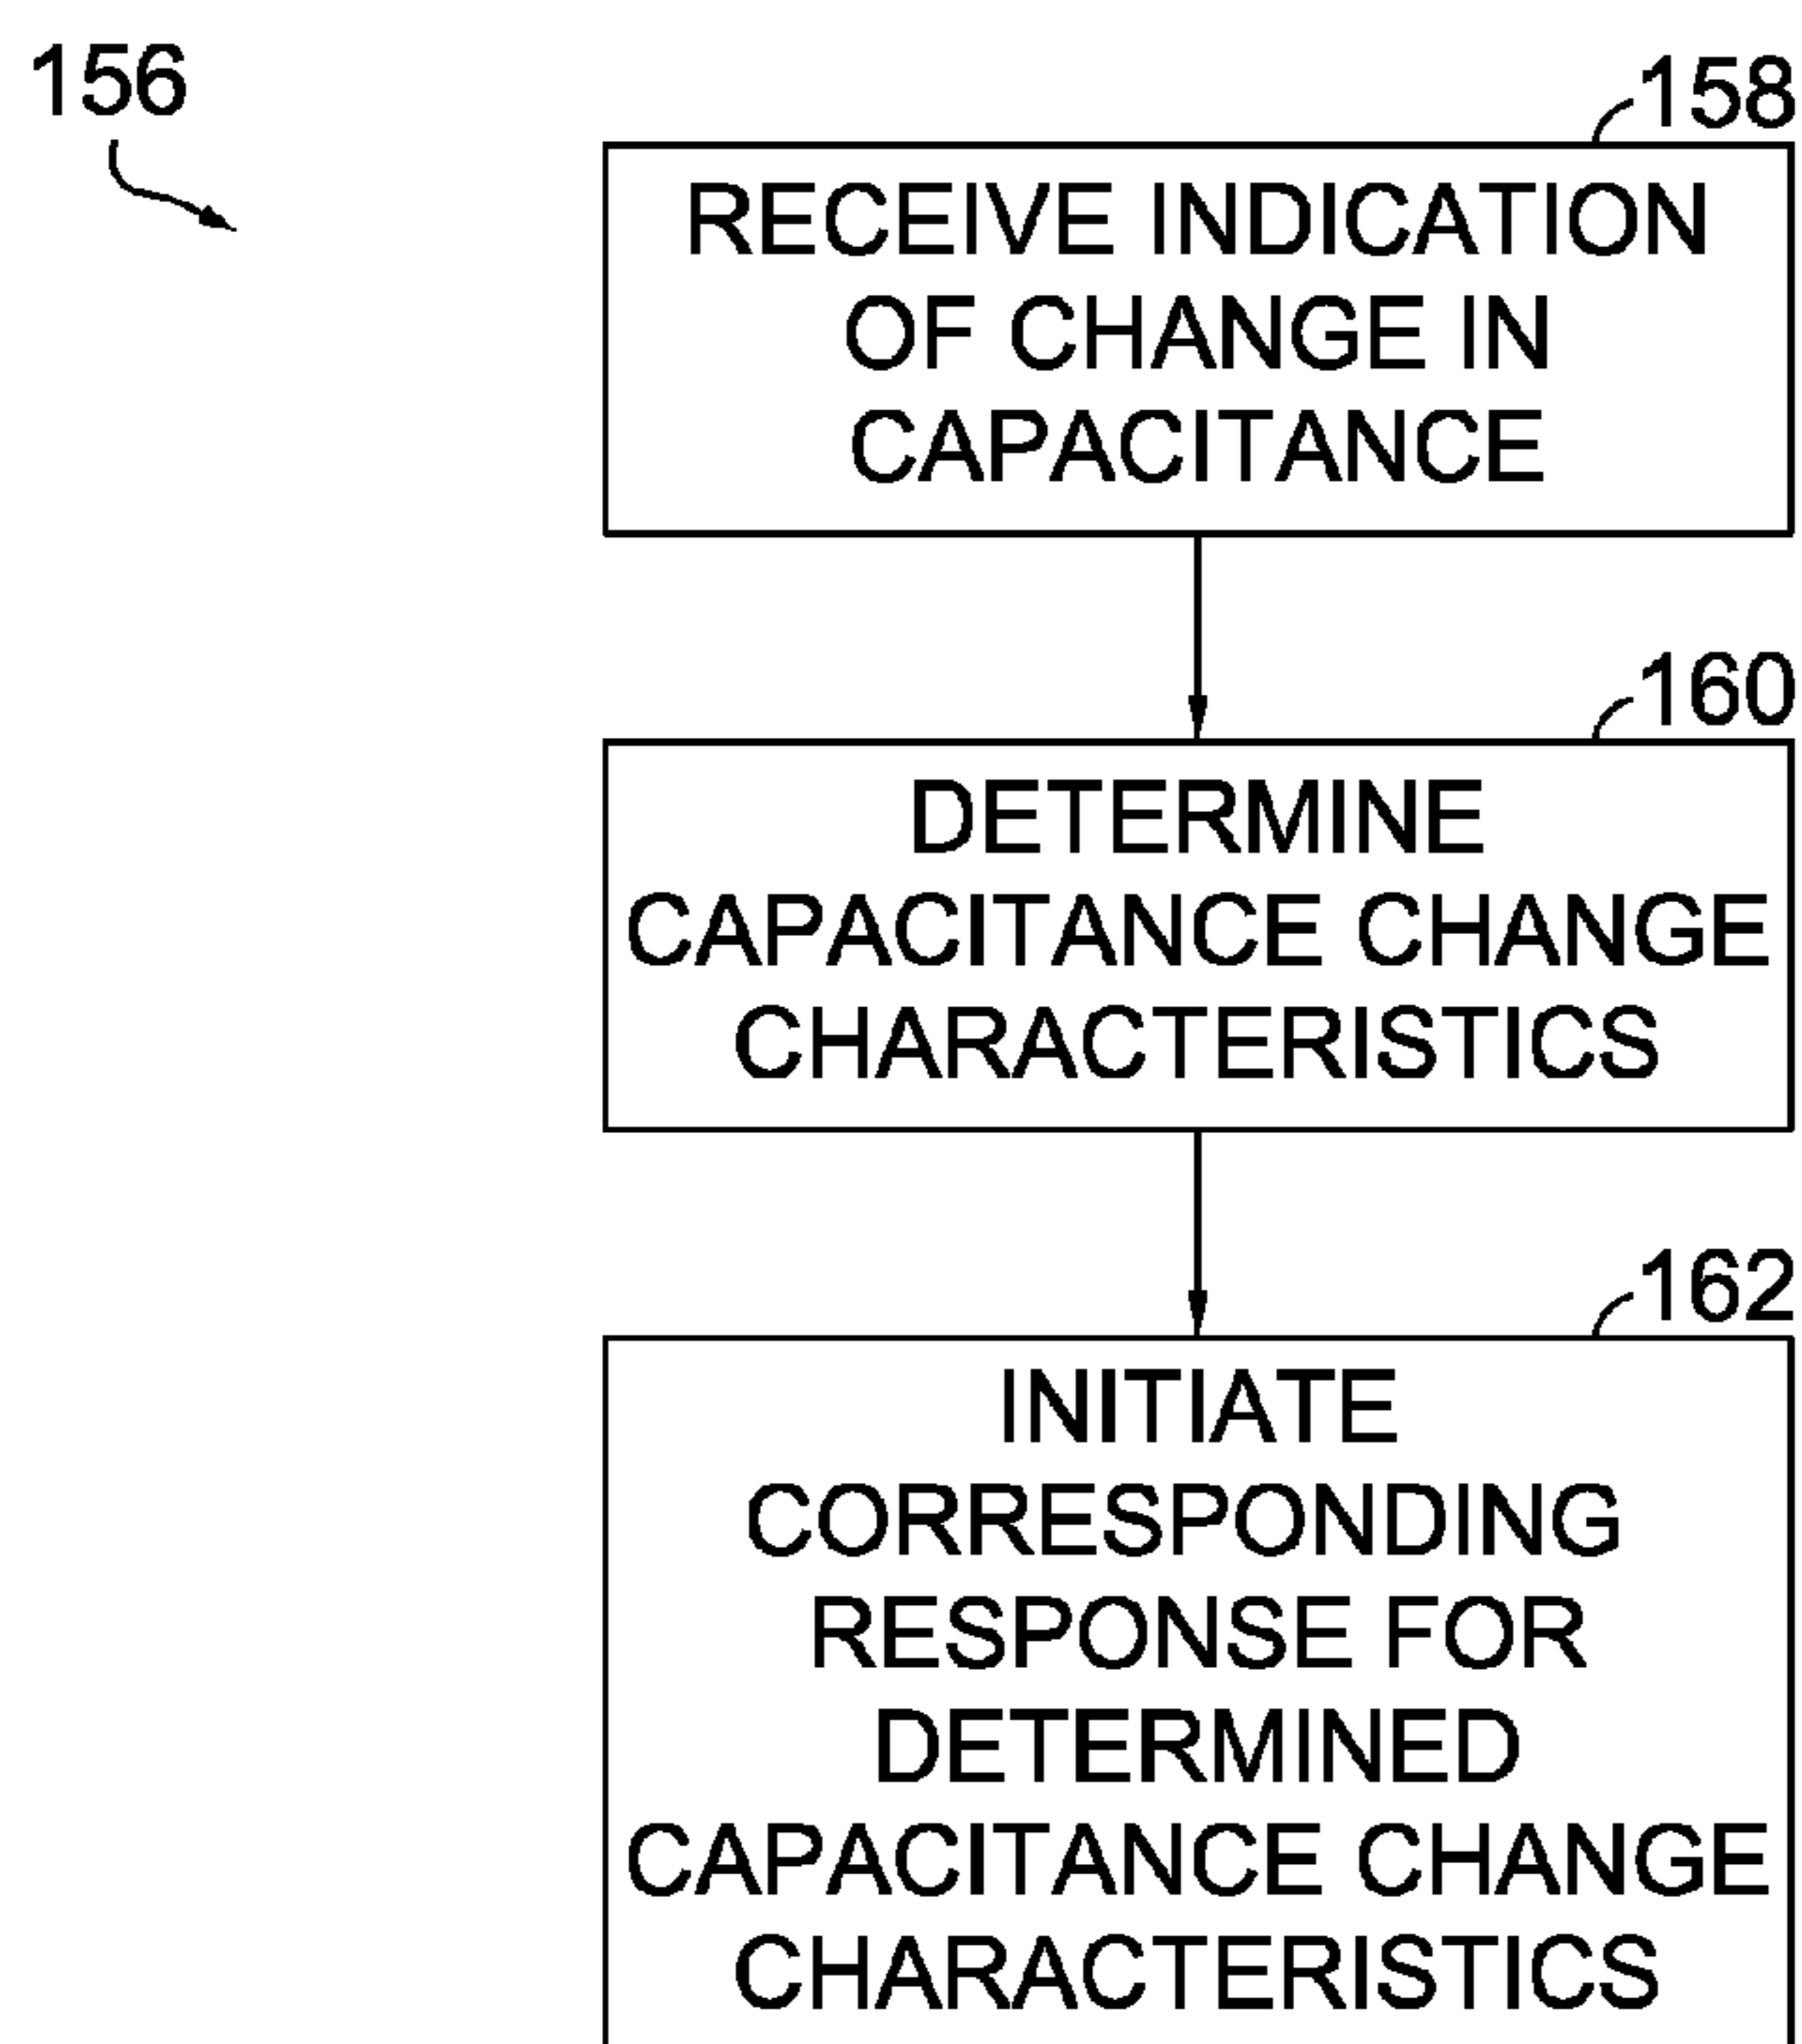 156
158
RECEIVE INDICATION
OF CHANGE IN
CAPACITANCE
160
DETERMINE
CAPACITANCE CHANGE
CHARACTERISTICS
162
INITIATE
CORRESPONDING
RESPONSE FOR
DETERMINED
CAPACITANCE CHANGE
CHARACTERISTICS